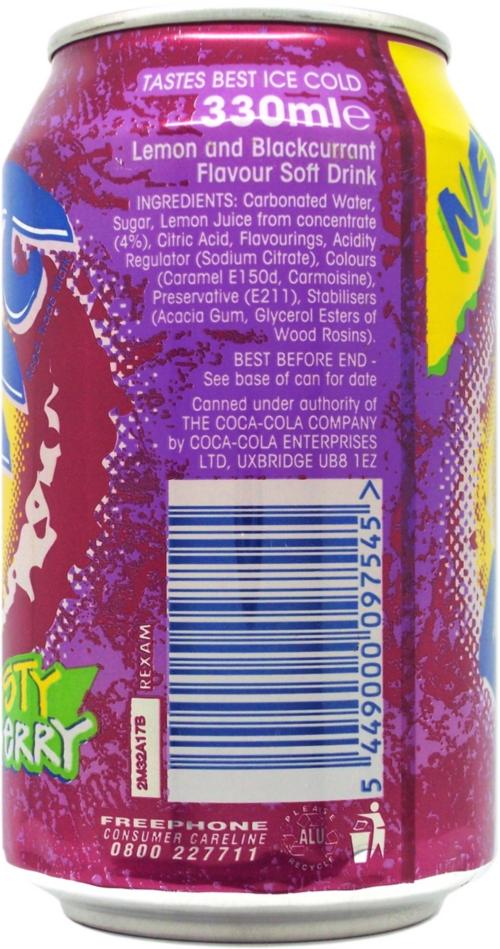 TASTES BEST ICE COLD
330ml℮
Lemon and Blackcurrant
Flavour Soft Drink
INGREDIENTS: Carbonated Water,
Sugar, Lemon Juice from concentrate
(4%), Citric Acid, Flavourings, Acidity
Regulator (Sodium Citrate), Colours
(Caramel E150d, Carmoisine),
Preservative (E211), Stabilisers
(Acacia Gum, Glycerol Esters of
Wood Rosins).
BEST BEFORE END -
See base of can for date
Canned under authority of
THE COCA-COLA COMPANY
by COCA-COLA ENTERPRISES
LTD, UXBRIDGE UB8 1EZ
5 449000 097545 >
REXAM
2M32A17B
FREEPHONE
CONSUMER CARELINE
0800 227711
PLEASE
ALU
RECYCLE
NE
ERRY